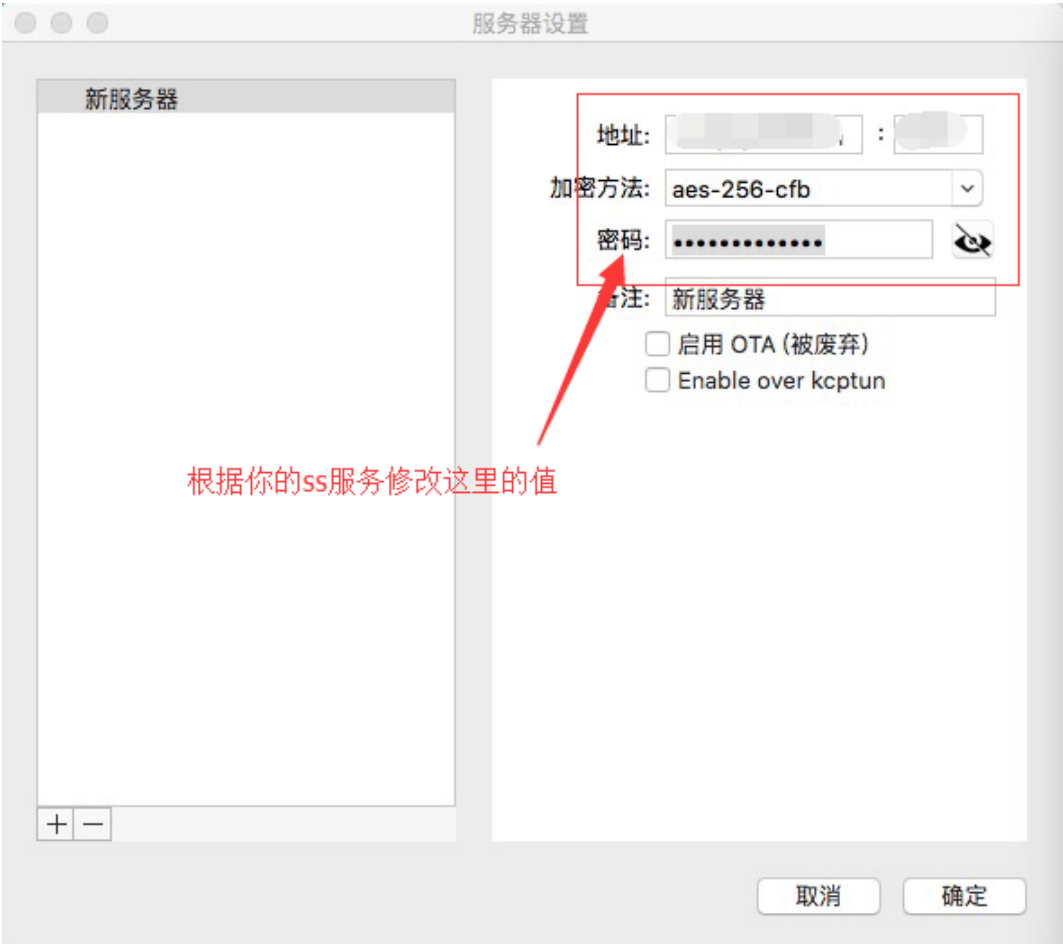 服务器设置
新服务器
地址:
:
加密方法: aes-256-cfb
密码: •••••••••••••
备注: 新服务器
启用 OTA (被废弃)
Enable over kcptun
根据你的ss服务修改这里的值
取消
确定